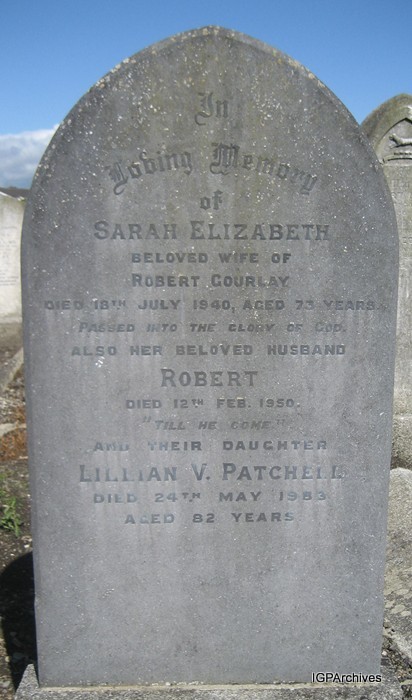 In
Loving Memory
of
SARAH ELIZABETH
BELOVED WIFE OF
ROBERT GOURLAY
DIED 18TH JULY 1940, AGED 73 YEARS.
PASSED INTO THE GLORY OF GOD.
ALSO HER BELOVED HUSBAND
ROBERT
DIED 12TH FEB. 1950.
"TILL HE COME"
AND THEIR DAUGHTER
LILLIAN V. PATCHELL
DIED 24TH MAY 1983
AGED 82 YEARS
IGPArchives